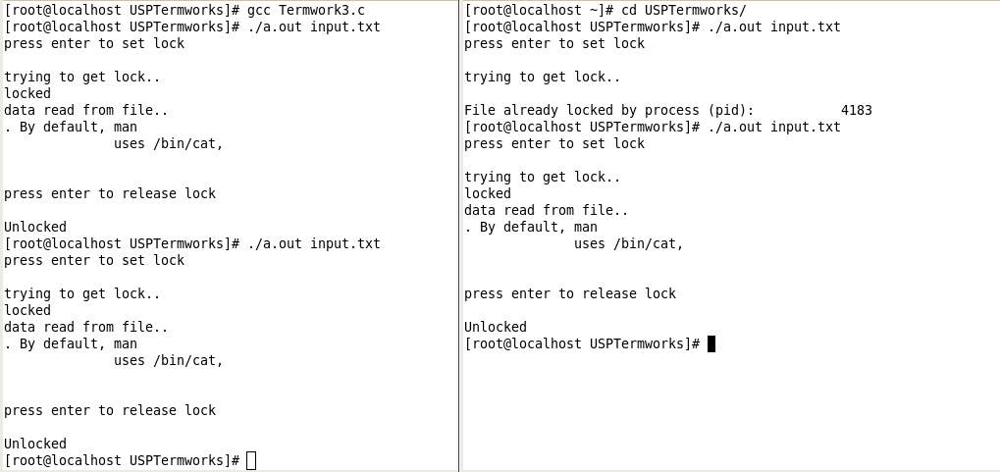 [root@localhost USPTermworks]# gcc Termwork3.c
[root@localhost USPTermworks]# ./a.out input.txt
press enter to set lock
trying to get lock..
locked
data read from file..
. By default, man
uses /bin/cat,
press enter to release lock
Unlocked
[root@localhost USPTermworks]# ./a.out input.txt
press enter to set lock
trying to get lock..
locked
data read from file..
. By default, man
uses /bin/cat,
press enter to release lock
Unlocked
[root@localhost USPTermworks]#
[root@localhost ~]# cd USPTermworks/
[root@localhost USPTermworks]# ./a.out input.txt
press enter to set lock
trying to get lock..
File already locked by process (pid): 4183
[root@localhost USPTermworks]# ./a.out input.txt
press enter to set lock
trying to get lock..
locked
data read from file..
. By default, man
uses /bin/cat,
press enter to release lock
Unlocked
[root@localhost USPTermworks]#